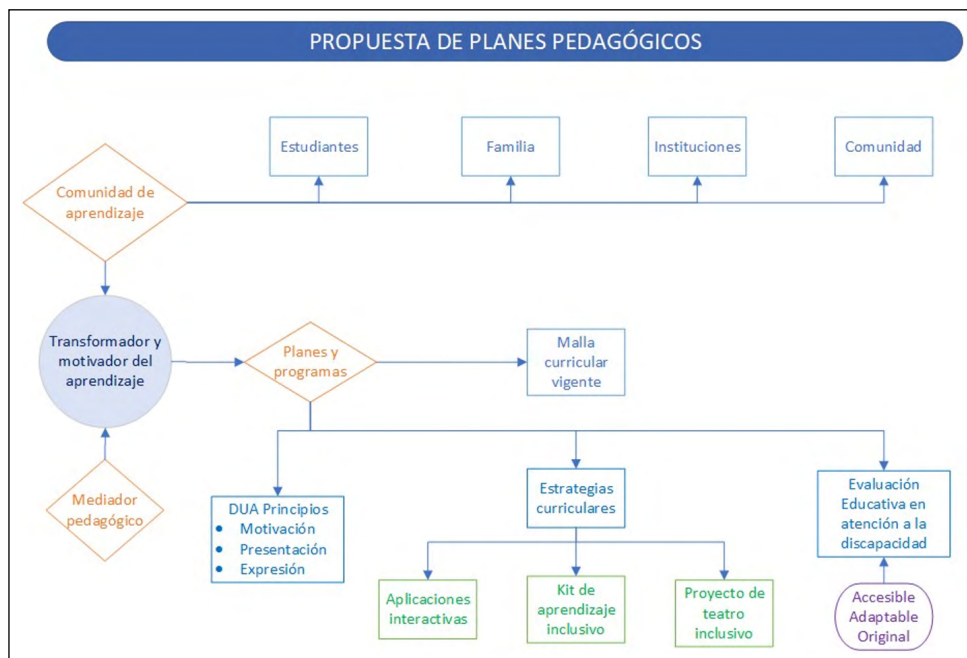 PROPUESTA DE PLANES PEDAGÓGICOS
Estudiantes
Familia
Instituciones
Comunidad
Comunidad de
aprendizaje
Transformador y
motivador del
aprendizaje
Planes y
programas
Malla
curricular
vigente
Mediador
pedagógico
DUA Principios
• Motivación
• Presentación
• Expresión
Estrategias
curriculares
Evaluación
Educativa en
atención a la
discapacidad
Aplicaciones
interactivas
Kit de
aprendizaje
inclusivo
Proyecto de
teatro
inclusivo
Accesible
Adaptable
Original